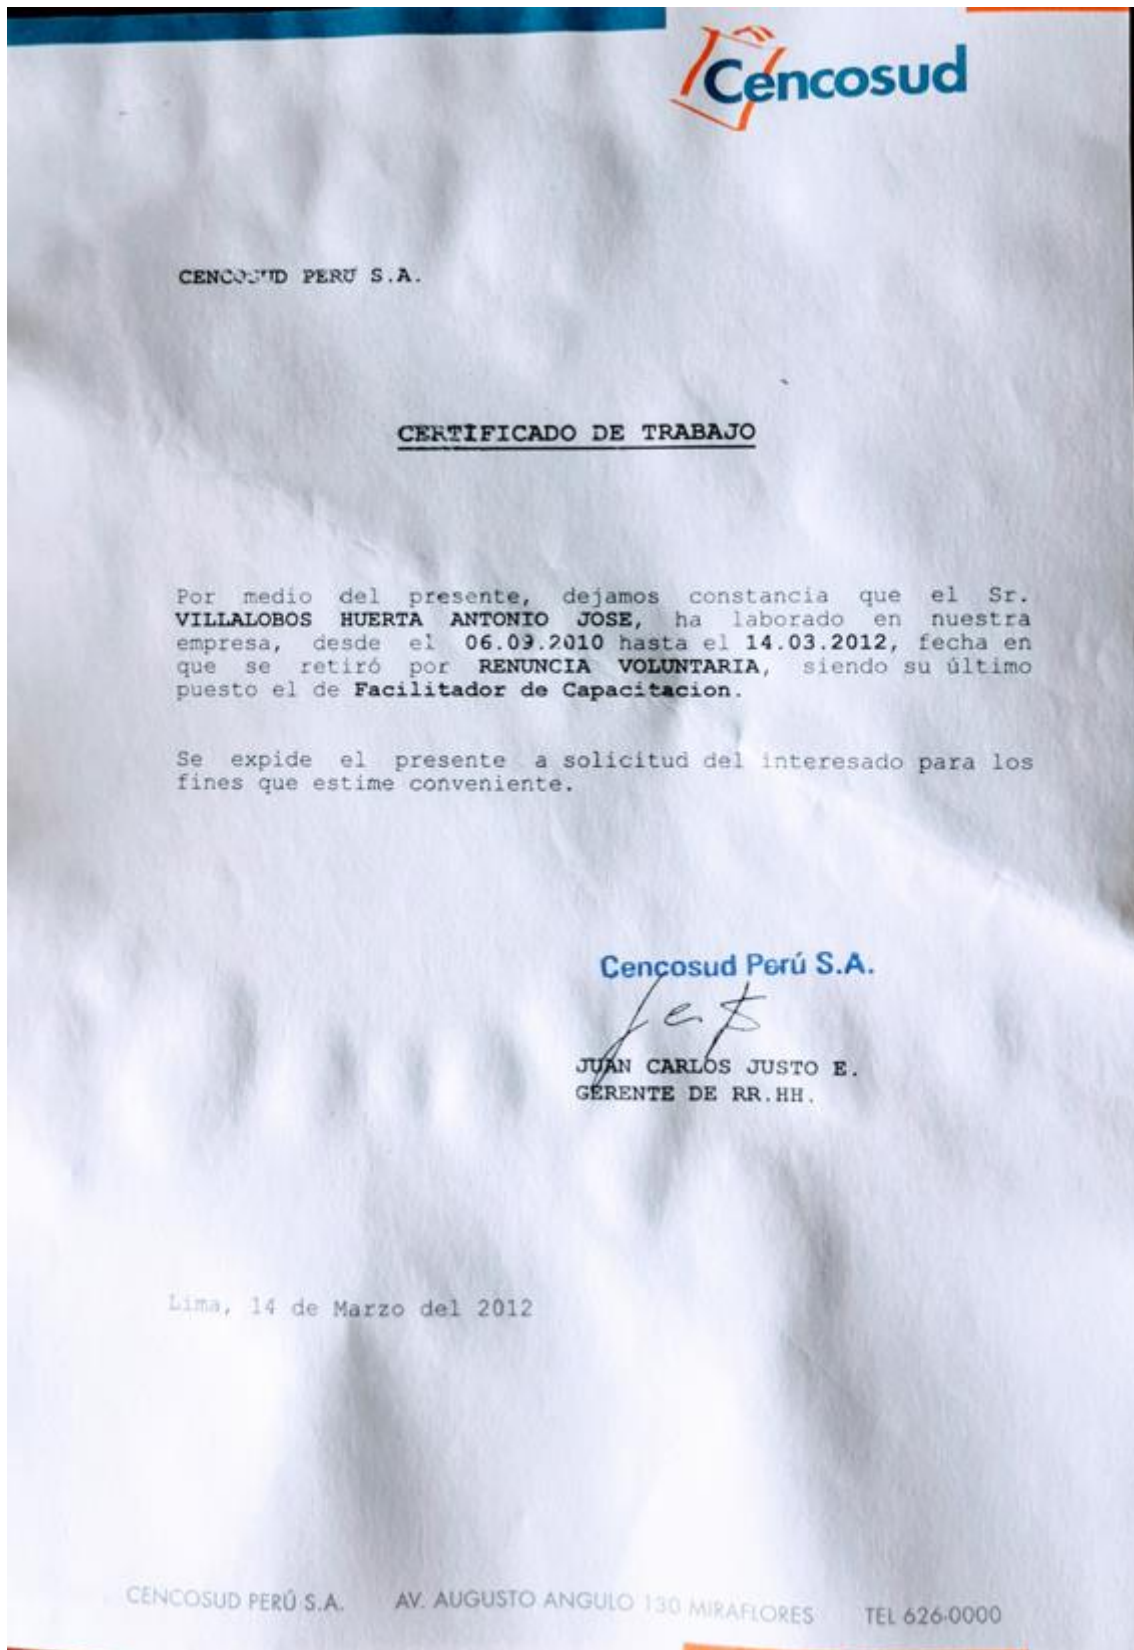 Cencosud
CENCOSUD PERU S.A.
CERTIFICADO DE TRABAJO
Por medio del presente, dejamos constancia que el Sr.
VILLALOBOS HUERTA ANTONIO JOSE, ha laborado en nuestra
empresa, desde el 06.09.2010 hasta el 14.03.2012, fecha en
que se retiró por RENUNCIA VOLUNTARIA, siendo su último
puesto el de Facilitador de Capacitacion.
Se expide el presente a solicitud del interesado para los
fines que estime conveniente.
Cencosud Perú S.A.
JUAN CARLOS JUSTO E.
GERENTE DE RR.HH.
Lima, 14 de Marzo del 2012
CENCOSUD PERÚ S.A. AV. AUGUSTO ANGULO 130 MIRAFLORES TEL 626-0000